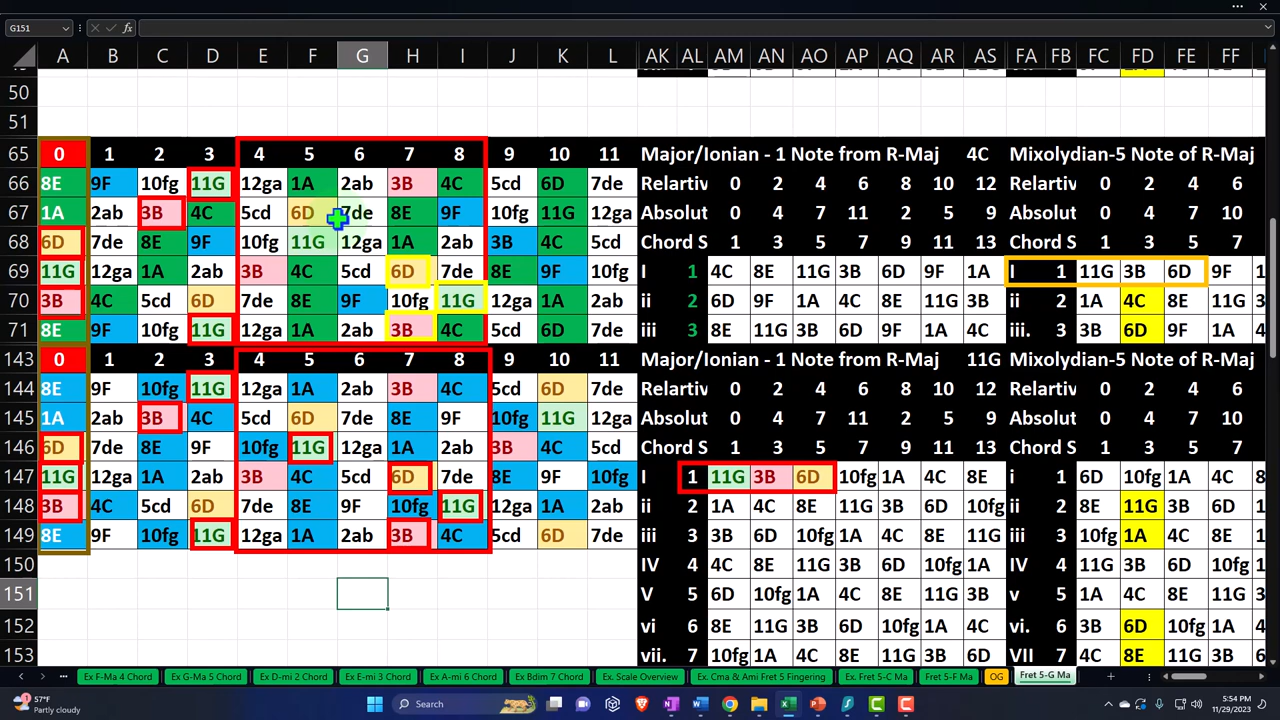 G151 fx
A B C D E F G H I J K L AK AL AM AN AO AP AQ AR AS FA FB FC FD FE FF
50
51
65 0 1 2 3 4 5 6 7 8 9 10 11 Major/Ionian - 1 Note from R-Maj 4C Mixolydian-5 Note of R-Maj
66 8E 9F 10fg 11G 12ga 1A 2ab 3B 4C 5cd 6D 7de Relartiv 0 2 4 6 8 10 12 Relartiv 0 2 4 6
67 1A 2ab 3B 4C 5cd 6D 7de 8E 9F 10fg 11G 12ga Absolut 0 4 7 11 2 5 9 Absolut 0 4 7 10
68 6D 7de 8E 9F 10fg 11G 12ga 1A 2ab 3B 4C 5cd Chord S 1 3 5 7 9 11 13 Chord S 1 3 5 7
69 11G 12ga 1A 2ab 3B 4C 5cd 6D 7de 8E 9F 10fg I 1 4C 8E 11G 3B 6D 9F 1A I 1 11G 3B 6D 9F
70 3B 4C 5cd 6D 7de 8E 9F 10fg 11G 12ga 1A 2ab ii 2 6D 9F 1A 4C 8E 11G 3B ii 2 1A 4C 8E 11G
71 8E 9F 10fg 11G 12ga 1A 2ab 3B 4C 5cd 6D 7de iii 3 8E 11G 3B 6D 9F 1A 4C iii. 3 3B 6D 9F 1A
143 0 1 2 3 4 5 6 7 8 9 10 11 Major/Ionian - 1 Note from R-Maj 11G Mixolydian-5 Note of R-Maj
144 8E 9F 10fg 11G 12ga 1A 2ab 3B 4C 5cd 6D 7de Relartiv 0 2 4 6 8 10 12 Relartiv 0 2 4 6
145 1A 2ab 3B 4C 5cd 6D 7de 8E 9F 10fg 11G 12ga Absolut 0 4 7 11 2 5 9 Absolut 0 4 7 10
146 6D 7de 8E 9F 10fg 11G 12ga 1A 2ab 3B 4C 5cd Chord S 1 3 5 7 9 11 13 Chord S 1 3 5 7
147 11G 12ga 1A 2ab 3B 4C 5cd 6D 7de 8E 9F 10fg I 1 11G 3B 6D 10fg 1A 4C 8E i 1 6D 10fg 1A 4C
148 3B 4C 5cd 6D 7de 8E 9F 10fg 11G 12ga 1A 2ab ii 2 1A 4C 8E 11G 3B 6D 10fg ii 2 8E 11G 3B 6D
149 8E 9F 10fg 11G 12ga 1A 2ab 3B 4C 5cd 6D 7de iii 3 3B 6D 10fg 1A 4C 8E 11G iii 3 10fg 1A 4C 8E
150 IV 4 4C 8E 11G 3B 6D 10fg 1A IV 4 11G 3B 6D 10fg
151 V 5 6D 10fg 1A 4C 8E 11G 3B v 5 1A 4C 8E 11G
152 vi 6 8E 11G 3B 6D 10fg 1A 4C vi. 6 3B 6D 10fg 1A
153 vii. 7 10fg 1A 4C 8E 11G 3B 6D VII 7 4C 8E 11G 3B
Ex F-Ma 4 Chord Ex G-Ma 5 Chord Ex D-mi 2 Chord Ex E-mi 3 Chord Ex A-mi 6 Chord Ex Bdim 7 Chord Ex. Scale Overview Ex. Cma & Ami Fret 5 Fingering Ex. Fret 5-C Ma Fret 5-F Ma OG Fret 5-G Ma
57°F
Partly cloudy
Search
5:54 PM
11/29/2023